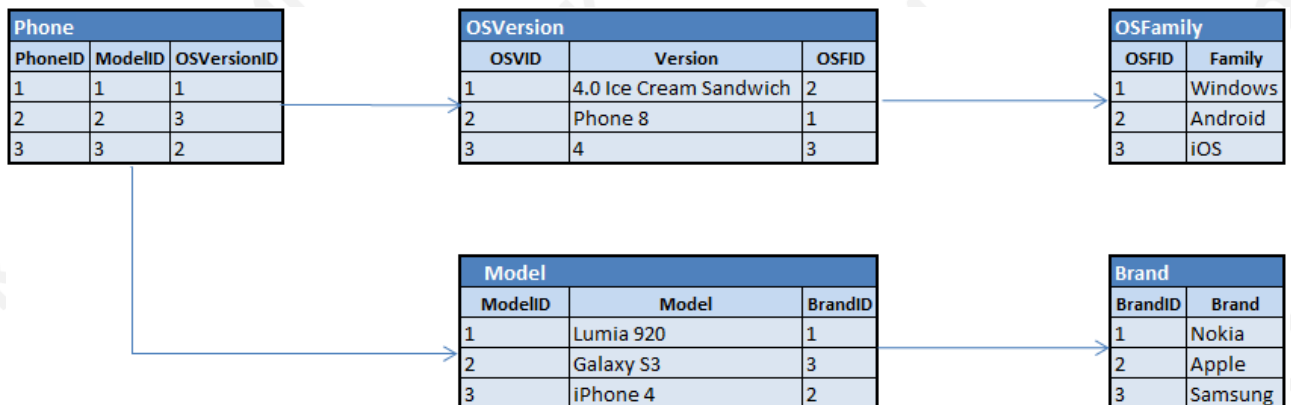 Phone
PhoneID ModelID OSVersionID
1 1 1
2 2 3
3 3 2
OSVersion
OSVID Version OSFID
1 4.0 Ice Cream Sandwich 2
2 Phone 8 1
3 4 3
OSFamily
OSFID Family
1 Windows
2 Android
3 iOS
Model
ModelID Model BrandID
1 Lumia 920 1
2 Galaxy S3 3
3 iPhone 4 2
Brand
BrandID Brand
1 Nokia
2 Apple
3 Samsung